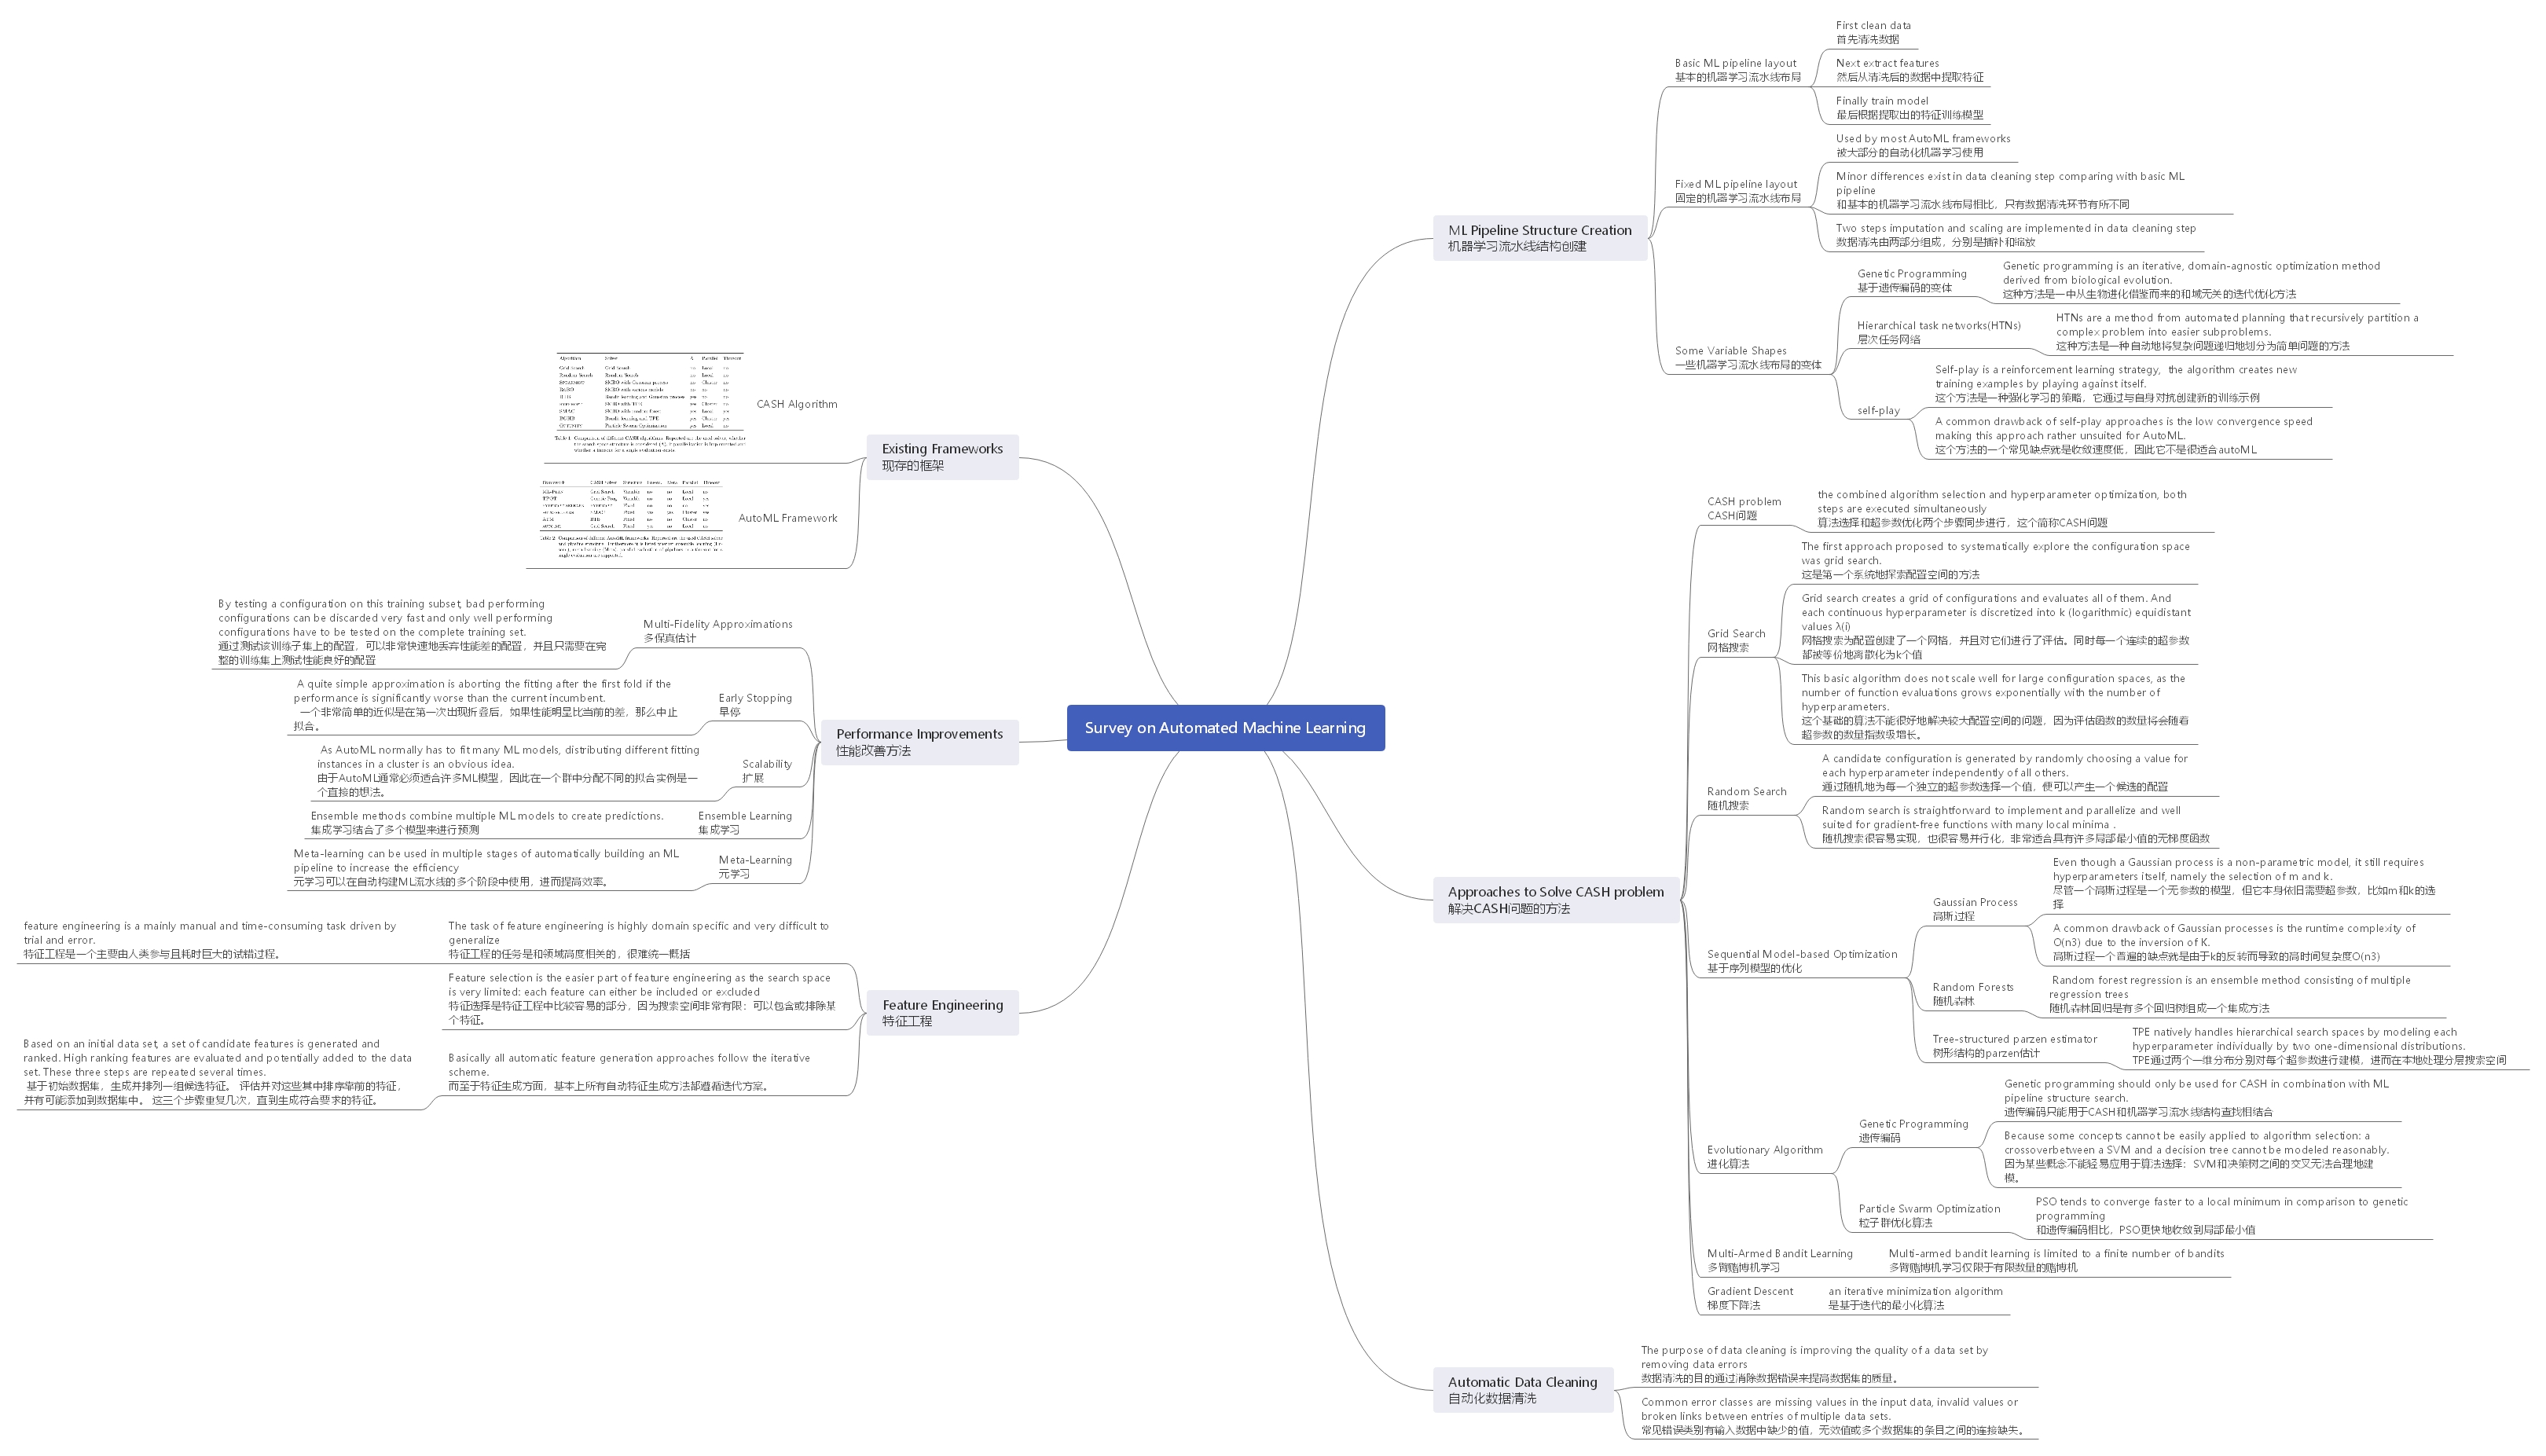 Survey on Automated Machine Learning
ML Pipeline Structure Creation
机器学习流水线结构创建
Basic ML pipeline layout
基本的机器学习流水线布局
First clean data
首先清洗数据
Next extract features
然后从清洗后的数据中提取特征
Finally train model
最后根据提取出的特征训练模型
Fixed ML pipeline layout
固定的机器学习流水线布局
Used by most AutoML frameworks
被大部分的自动化机器学习使用
Minor differences exist in data cleaning step comparing with basic ML
pipeline
和基本的机器学习流水线布局相比，只有数据清洗环节有所不同
Two steps imputation and scaling are implemented in data cleaning step
数据清洗由两部分组成，分别是插补和缩放
Some Variable Shapes
一些机器学习流水线布局的变体
Genetic Programming
基于遗传编码的变体
Genetic programming is an iterative, domain-agnostic optimization method
derived from biological evolution.
这种方法是一中从生物进化借鉴而来的和域无关的迭代优化方法
Hierarchical task networks(HTNs)
层次任务网络
HTNs are a method from automated planning that recursively partition a
complex problem into easier subproblems.
这种方法是一种自动地将复杂问题递归地划分为简单问题的方法
self-play
Self-play is a reinforcement learning strategy,  the algorithm creates new
training examples by playing against itself.
这个方法是一种强化学习的策略，它通过与自身对抗创建新的训练示例
A common drawback of self-play approaches is the low convergence speed
making this approach rather unsuited for AutoML.
这个方法的一个常见缺点就是收敛速度低，因此它不是很适合autoML
Approaches to Solve CASH problem
解决CASH问题的方法
CASH problem
CASH问题
the combined algorithm selection and hyperparameter optimization, both
steps are executed simultaneously
算法选择和超参数优化两个步骤同步进行，这个简称CASH问题
Grid Search
网格搜索
The first approach proposed to systematically explore the configuration space
was grid search.
这是第一个系统地探索配置空间的方法
Grid search creates a grid of configurations and evaluates all of them. And
each continuous hyperparameter is discretized into k (logarithmic) equidistant
values λ(i)
网格搜索为配置创建了一个网格，并且对它们进行了评估。同时每一个连续的超参数
都被等价地离散化为k个值
This basic algorithm does not scale well for large configuration spaces, as the
number of function evaluations grows exponentially with the number of
hyperparameters.
这个基础的算法不能很好地解决较大配置空间的问题，因为评估函数的数量将会随着
超参数的数量指数级增长。
Random Search
随机搜索
A candidate configuration is generated by randomly choosing a value for
each hyperparameter independently of all others.
通过随机地为每一个独立的超参数选择一个值，便可以产生一个候选的配置
Random search is straightforward to implement and parallelize and well
suited for gradient-free functions with many local minima .
随机搜索很容易实现，也很容易并行化，非常适合具有许多局部最小值的无梯度函数
Sequential Model-based Optimization
基于序列模型的优化
Gaussian Process
高斯过程
Even though a Gaussian process is a non-parametric model, it still requires
hyperparameters itself, namely the selection of m and k.
尽管一个高斯过程是一个无参数的模型，但它本身依旧需要超参数，比如m和k的选
择
A common drawback of Gaussian processes is the runtime complexity of
O(n3) due to the inversion of K.
高斯过程一个普遍的缺点就是由于k的反转而导致的高时间复杂度O(n3)
Random Forests
随机森林
Random forest regression is an ensemble method consisting of multiple
regression trees
随机森林回归是有多个回归树组成一个集成方法
Tree-structured parzen estimator
树形结构的parzen估计
TPE natively handles hierarchical search spaces by modeling each
hyperparameter individually by two one-dimensional distributions.
TPE通过两个一维分布分别对每个超参数进行建模，进而在本地处理分层搜索空间
Evolutionary Algorithm
进化算法
Genetic Programming
遗传编码
Genetic programming should only be used for CASH in combination with ML
pipeline structure search.
遗传编码只能用于CASH和机器学习流水线结构查找相结合
Because some concepts cannot be easily applied to algorithm selection: a
crossoverbetween a SVM and a decision tree cannot be modeled reasonably.
因为某些概念不能轻易应用于算法选择：SVM和决策树之间的交叉无法合理地建
模。
Particle Swarm Optimization
粒子群优化算法
PSO tends to converge faster to a local minimum in comparison to genetic
programming
和遗传编码相比，PSO更快地收敛到局部最小值
Multi-Armed Bandit Learning
多臂赌博机学习
Multi-armed bandit learning is limited to a finite number of bandits
多臂赌博机学习仅限于有限数量的赌博机
Gradient Descent
梯度下降法
an iterative minimization algorithm
是基于迭代的最小化算法
Automatic Data Cleaning
自动化数据清洗
The purpose of data cleaning is improving the quality of a data set by
removing data errors
数据清洗的目的通过消除数据错误来提高数据集的质量。
Common error classes are missing values in the input data, invalid values or
broken links between entries of multiple data sets.
常见错误类别有输入数据中缺少的值，无效值或多个数据集的条目之间的连接缺失。
Existing Frameworks
现存的框架
CASH Algorithm
Algorithm Solver Λ Parallel Timeout
Grid Search Grid Search no Local no
Random Search Random Search no Local no
AutoML Framework
Performance Improvements
性能改善方法
Multi-Fidelity Approximations
多保真估计
By testing a configuration on this training subset, bad performing
configurations can be discarded very fast and only well performing
configurations have to be tested on the complete training set.
通过测试该训练子集上的配置，可以非常快速地丢弃性能差的配置，并且只需要在完
整的训练集上测试性能良好的配置
Early Stopping
早停
A quite simple approximation is aborting the fitting after the first fold if the
performance is significantly worse than the current incumbent.
一个非常简单的近似是在第一次出现折叠后，如果性能明显比当前的差，那么中止
拟合。
Scalability
扩展
As AutoML normally has to fit many ML models, distributing different fitting
instances in a cluster is an obvious idea.
由于AutoML通常必须适合许多ML模型，因此在一个群中分配不同的拟合实例是一
个直接的想法。
Ensemble Learning
集成学习
Ensemble methods combine multiple ML models to create predictions.
集成学习结合了多个模型来进行预测
Meta-Learning
元学习
Meta-learning can be used in multiple stages of automatically building an ML
pipeline to increase the efficiency
元学习可以在自动构建ML流水线的多个阶段中使用，进而提高效率。
Feature Engineering
特征工程
The task of feature engineering is highly domain specific and very difficult to
generalize
特征工程的任务是和领域高度相关的，很难统一概括
feature engineering is a mainly manual and time-consuming task driven by
trial and error.
特征工程是一个主要由人类参与且耗时巨大的试错过程。
Feature selection is the easier part of feature engineering as the search space
is very limited: each feature can either be included or excluded
特征选择是特征工程中比较容易的部分，因为搜索空间非常有限：可以包含或排除某
个特征。
Basically all automatic feature generation approaches follow the iterative
scheme.
而至于特征生成方面，基本上所有自动特征生成方法都遵循迭代方案。
Based on an initial data set, a set of candidate features is generated and
ranked. High ranking features are evaluated and potentially added to the data
set. These three steps are repeated several times.
基于初始数据集，生成并排列一组候选特征。 评估并对这些其中排序靠前的特征，
并有可能添加到数据集中。 这三个步骤重复几次，直到生成符合要求的特征。